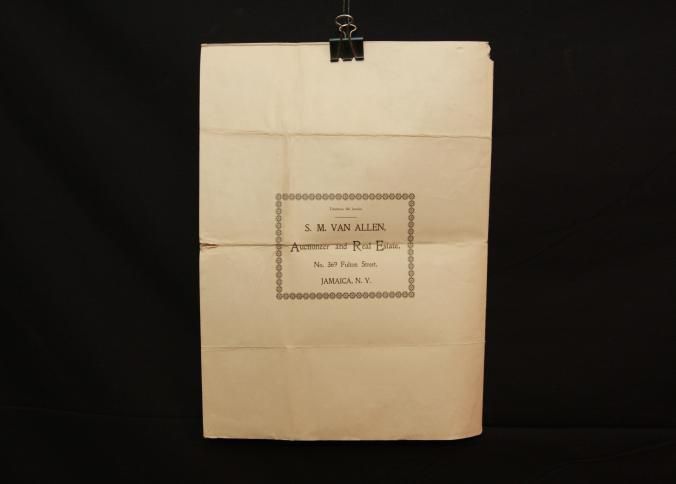 S. M. VAN ALLEN,
Auctioneer and Real Estate,
No. 369 Fulton Street,
JAMAICA, N. Y.